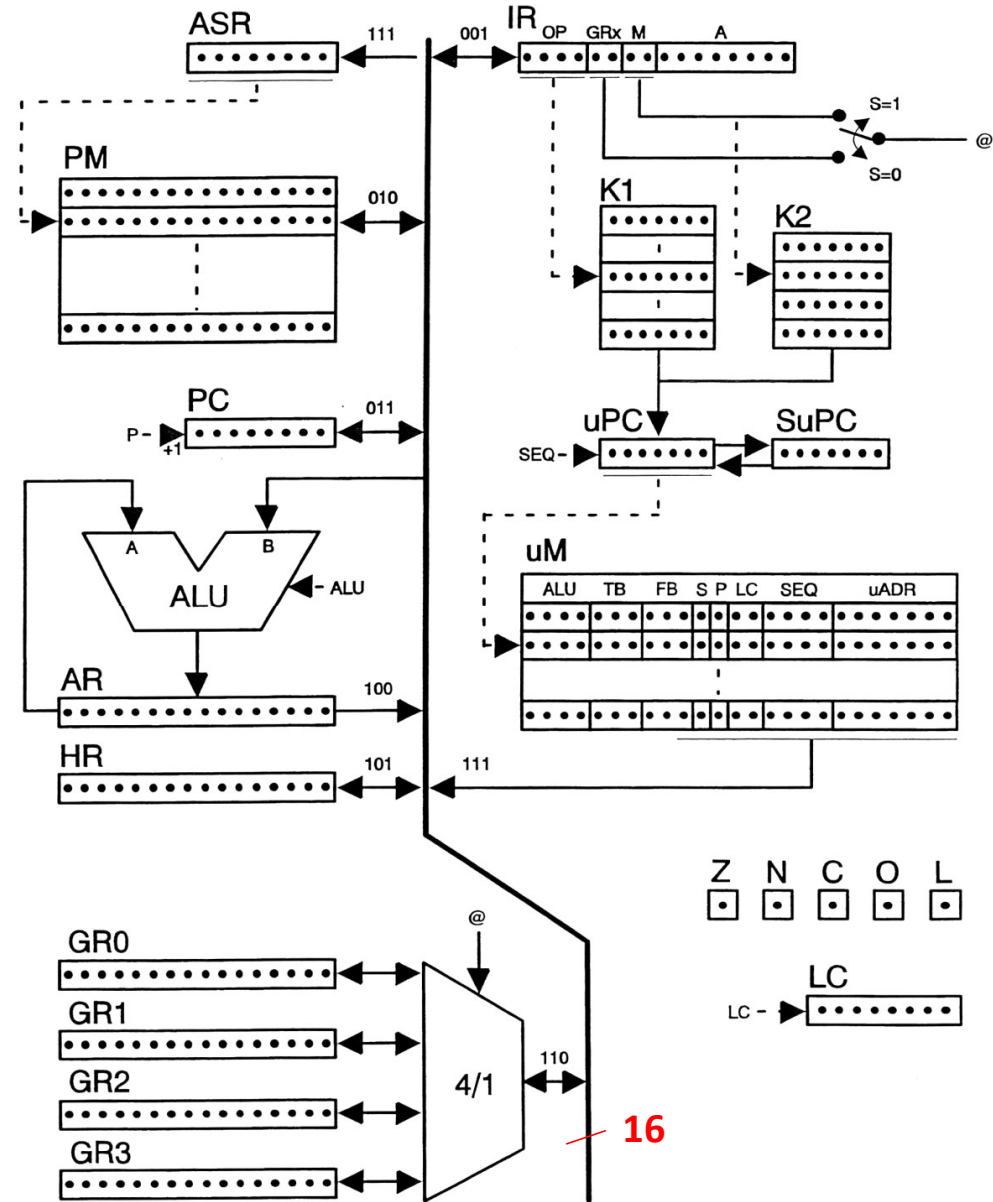 ASR
111
001
IR
OP GRx M A
S=1
@
S=0
PM
010
K1
K2
PC
011
P
+1
uPC
SuPC
SEQ
A
B
ALU
ALU
uM
ALU TB FB S P LC SEQ uADR
AR
100
HR
101
111
Z N C O L
@
GR0
GR1
LC
LC
GR2
4/1
110
16
GR3